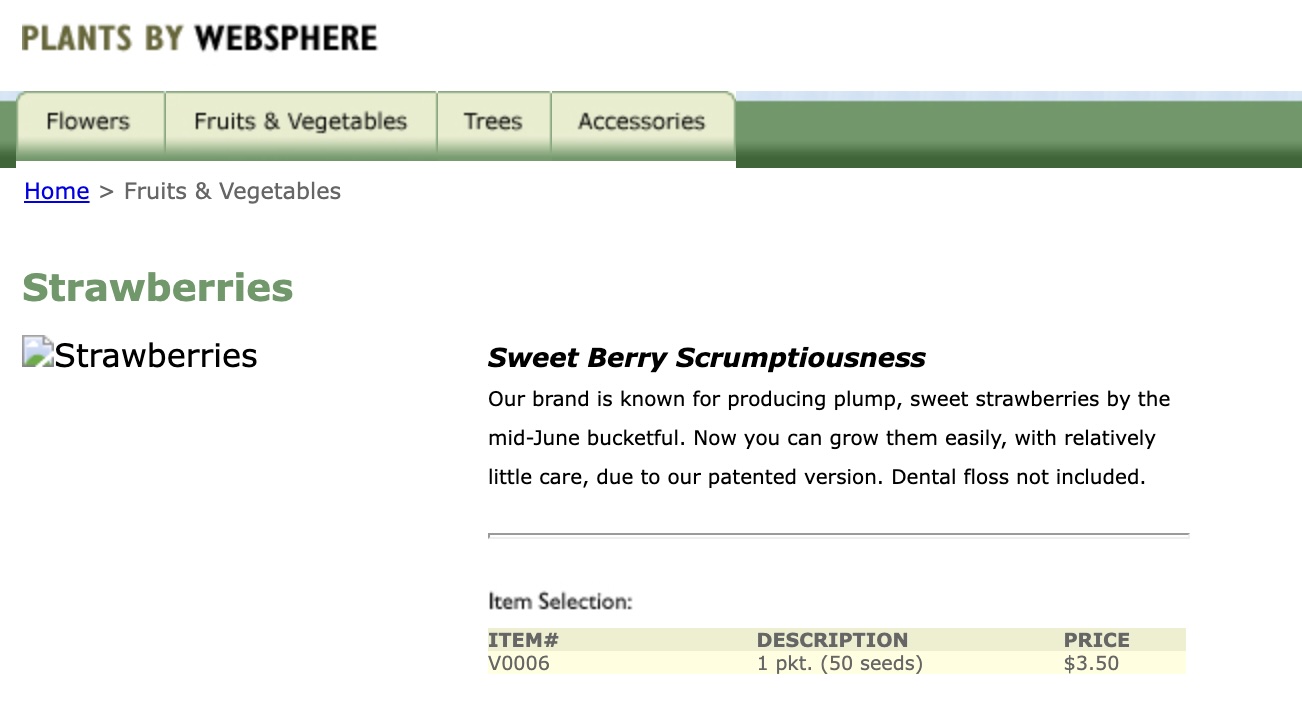 PLANTS BY WEBSPHERE
Flowers Fruits & Vegetables Trees Accessories
Home > Fruits & Vegetables
Strawberries
Strawberries
Sweet Berry Scrumptiousness
Our brand is known for producing plump, sweet strawberries by the
mid-June bucketful. Now you can grow them easily, with relatively
little care, due to our patented version. Dental floss not included.
Item Selection:
ITEM# DESCRIPTION PRICE
V0006 1 pkt. (50 seeds) $3.50